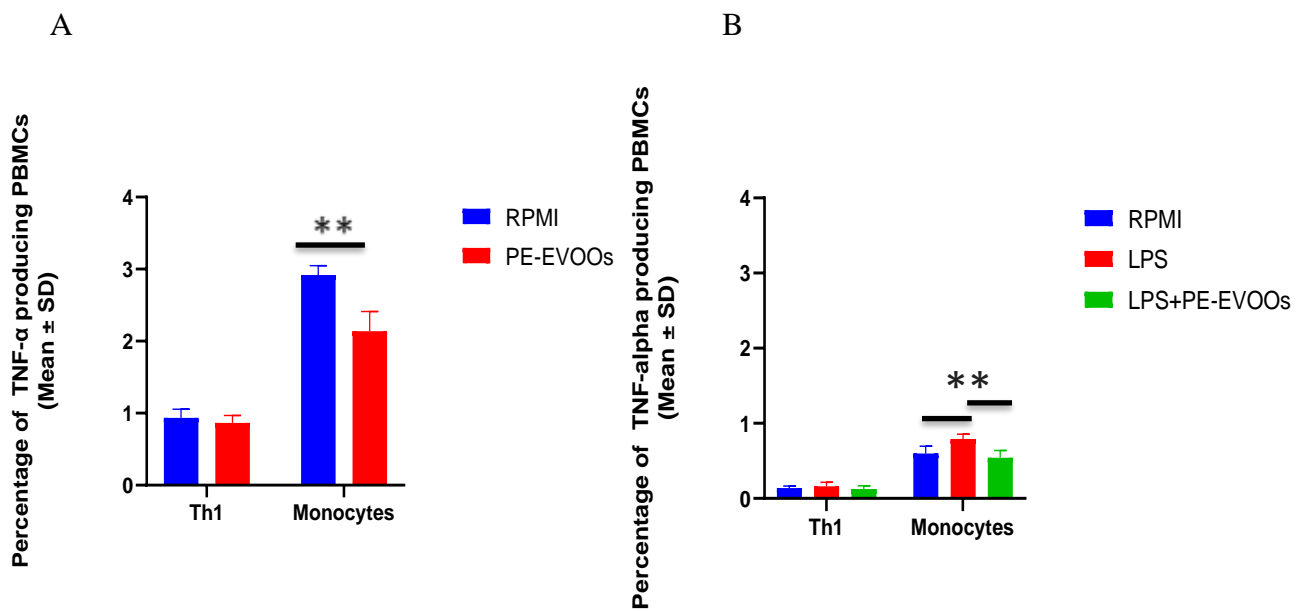 A
Percentage of TNF-α producing PBMCs
(Mean ± SD)
4
3
2
1
0
**
Th1
Monocytes
RPMI
PE-EVOOs
B
Percentage of TNF-alpha producing PBMCs
(Mean ± SD)
4
3
2
1
0
**
Th1
Monocytes
RPMI
LPS
LPS+PE-EVOOs